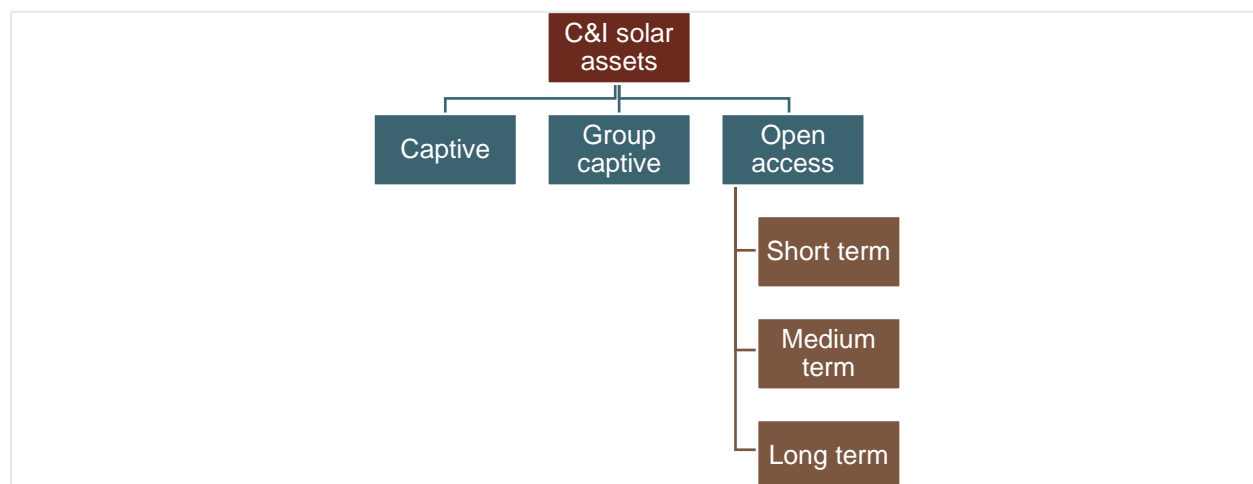 C&I solar
assets
Captive
Group
captive
Open
access
Short term
Medium
term
Long term